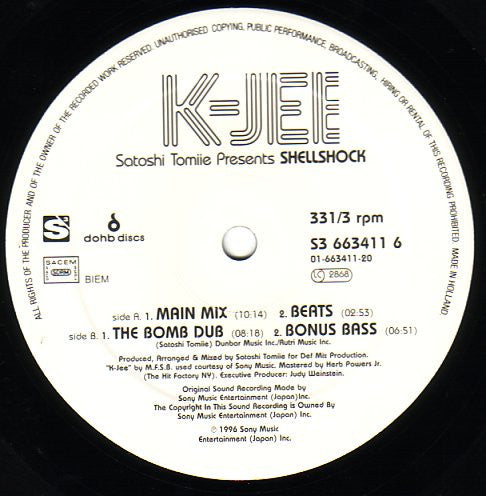 ALL RIGHTS OF THE PRODUCER AND OF THE OWNER OF THE RECORDED WORK RESERVED. UNAUTHORISED COPYING, PUBLIC PERFORMANCE, BROADCASTING, HIRING OR RENTAL OF THIS RECORDING PROHIBITED MADE IN HOLLAND
K-JEE
Satoshi Tomiie Presents SHELLSHOCK
S3
dohb discs
331/3 rpm
S3 663411 6
01-663411-20
LC 2868
SACEM
SDRM
BIEM
side A: 1. MAIN MIX (10:14) 2. BEATS (02:53)
side B: 1. THE BOMB DUB (08:18) 2. BONUS BASS (06:51)
(Satoshi Tomiie) Dunbar Music Inc./Rutri Music Inc.
Produced, Arranged & Mixed by Satoshi Tomiie for Def Mix Production.
"K-Jee" by M.F.S.B. used courtesy of Sony Music. Mastered by Herb Powers Jr.
(The Hit Factory NY). Executive Producer: Judy Weinstein.
Original Sound Recording Made by
Sony Music Entertainment (Japan)Inc.
The Copyright In This Sound Recording is Owned By
Sony Music Entertainment (Japan) Inc.
℗ 1996 Sony Music
Entertainment (Japan) Inc.